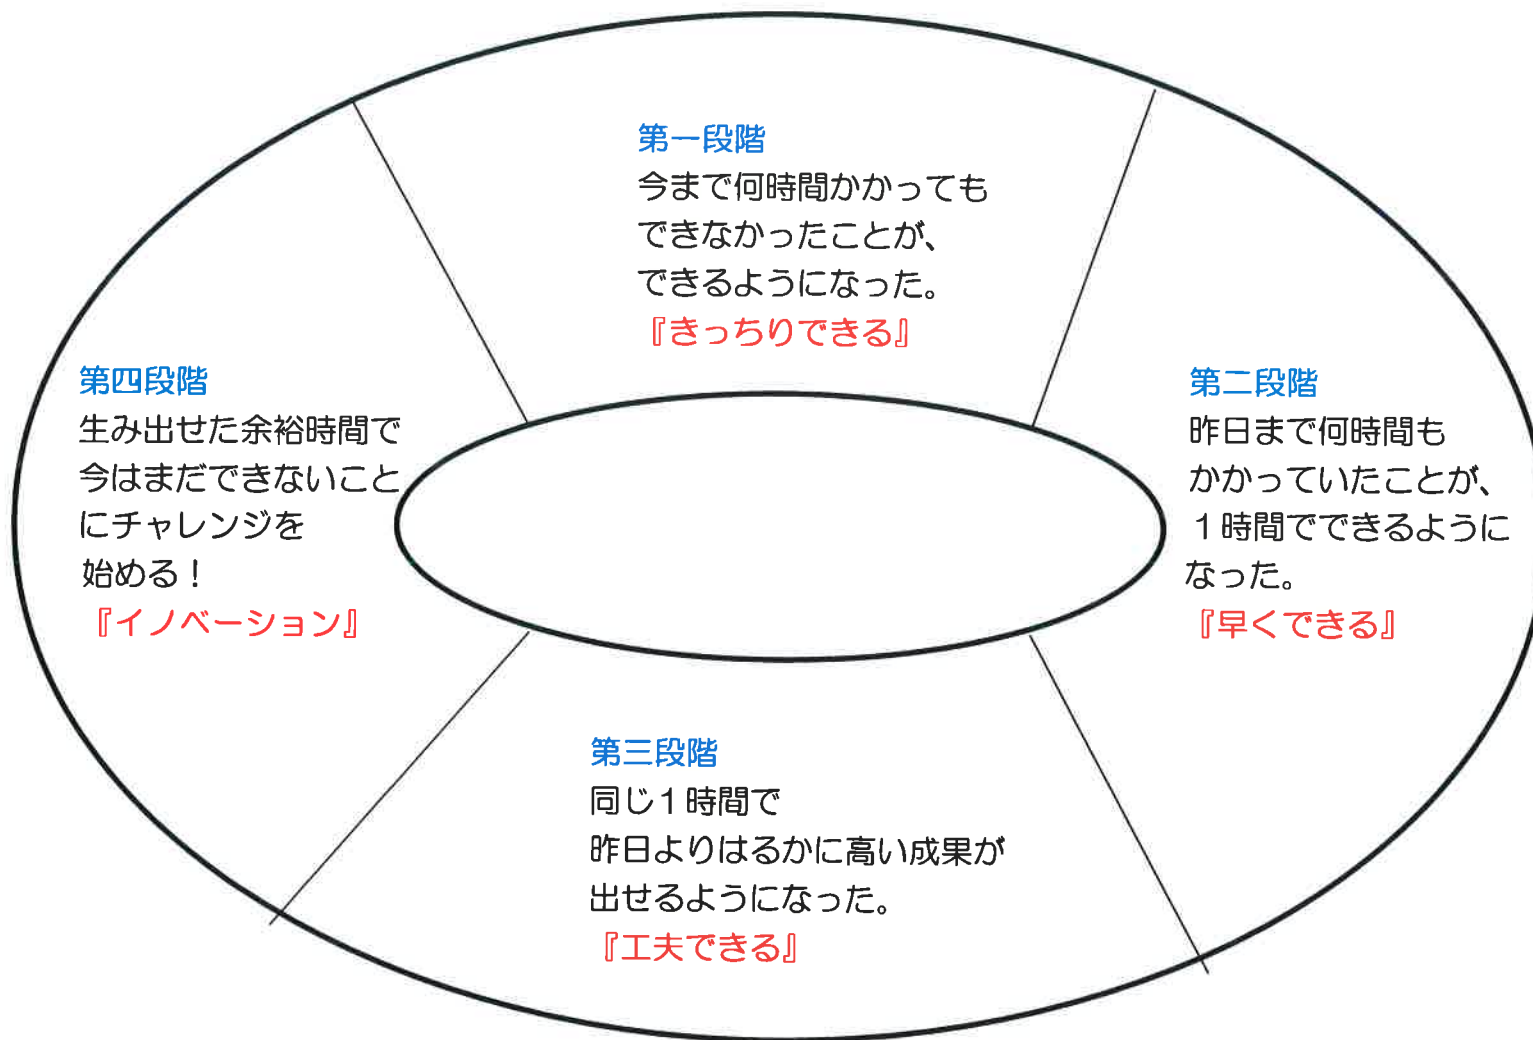 第一段階
今まで何時間かかっても
できなかったことが、
できるようになった。
『きっちりできる』
第二段階
昨日まで何時間も
かかっていたことが、
1時間でできるように
なった。
『早くできる』
第三段階
同じ1時間で
昨日よりはるかに高い成果が
出せるようになった。
『工夫できる』
第四段階
生み出せた余裕時間で
今はまだできないこと
にチャレンジを
始める！
『イノベーション』